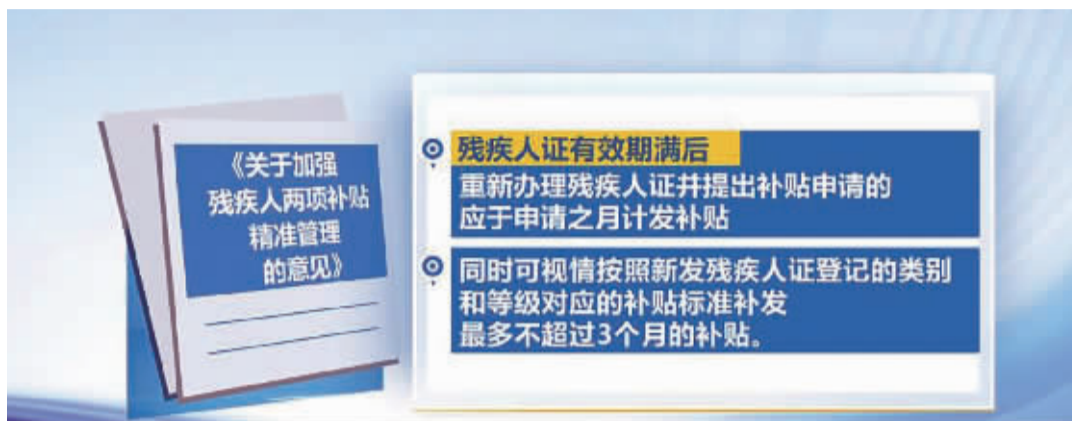 《关于加强
残疾人两项补贴
精准管理
的意见》
残疾人证有效期满后
重新办理残疾人证并提出补贴申请的
应于申请之月计发补贴
同时可视情按照新发残疾人证登记的类别
和等级对应的补贴标准补发
最多不超过3个月的补贴。